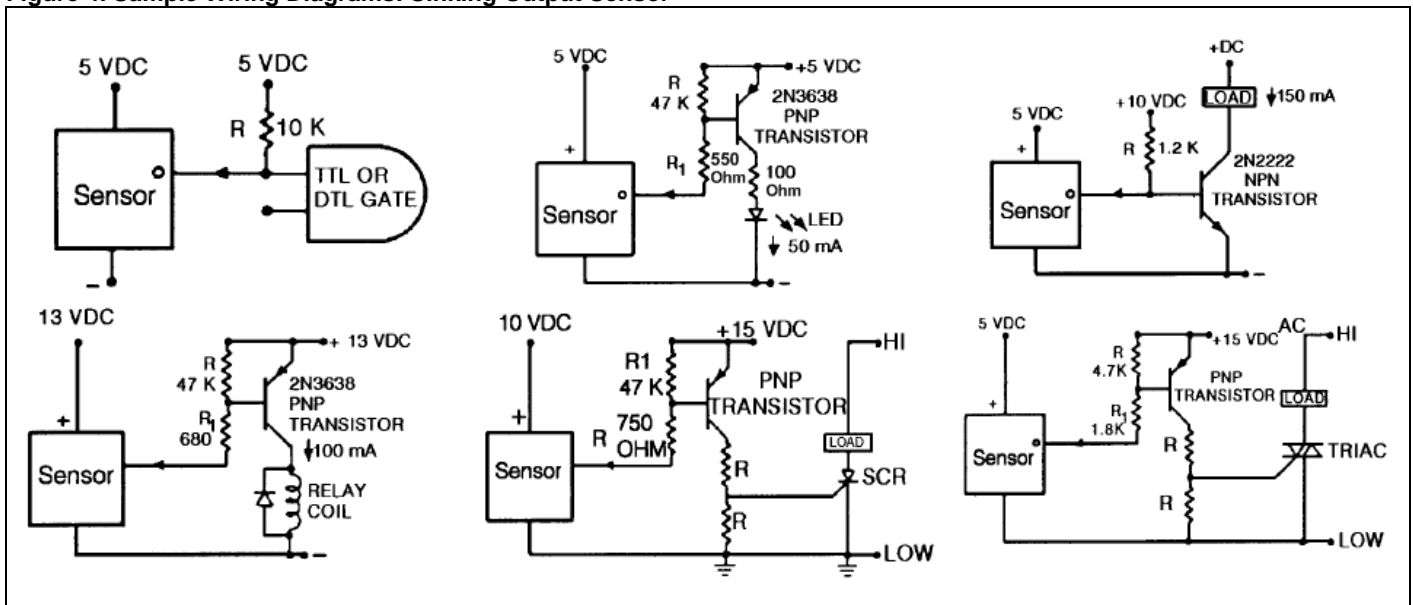 Figure 4. Sample Wiring Diagrams: Sinking Output Sensor
5 VDC
5 VDC
R
10 K
Sensor
TTL OR
DTL GATE
–
5 VDC
+
Sensor
R
47 K
+5 VDC
2N3638
PNP
TRANSISTOR
R1
550
Ohm
100
Ohm
LED
50 mA
–
5 VDC
+
Sensor
+10 VDC
R
1.2 K
+DC
LOAD
150 mA
2N2222
NPN
TRANSISTOR
–
13 VDC
+
Sensor
R
47 K
+ 13 VDC
2N3638
PNP
TRANSISTOR
R1
680
100 mA
RELAY
COIL
–
10 VDC
+
Sensor
R1
47 K
+15 VDC
PNP
TRANSISTOR
R
750
OHM
R
R
HI
LOAD
SCR
LOW
5 VDC
+
Sensor
R
4.7K
+15 VDC
PNP
TRANSISTOR
R1
1.8K
R
R
AC
HI
LOAD
TRIAC
LOW